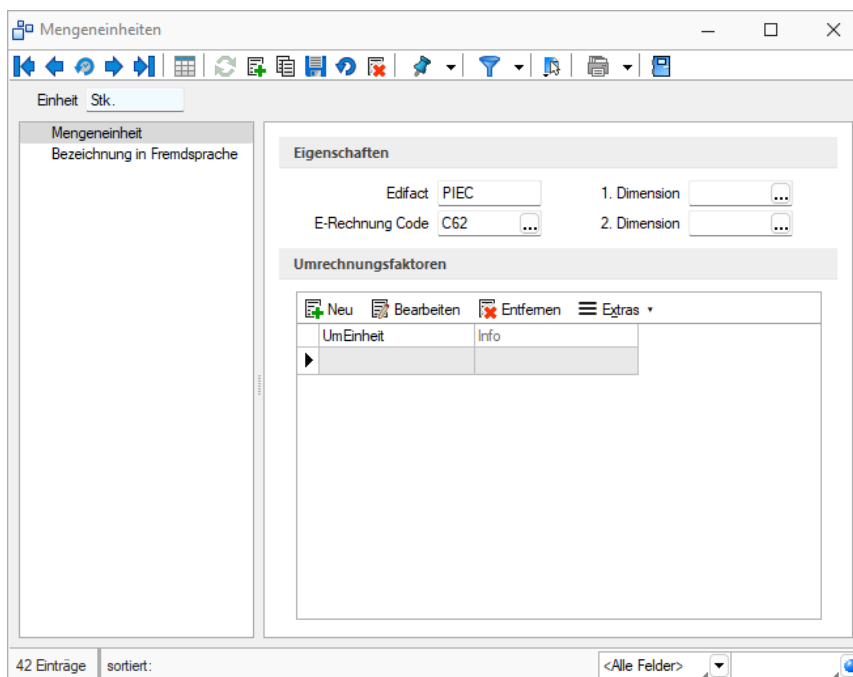 Mengeneinheiten
Einheit Stk.
Mengeneinheit
Bezeichnung in Fremdsprache
Eigenschaften
Edifact PIEC 1. Dimension ...
E-Rechnung Code C62 ... 2. Dimension ...
Umrechnungsfaktoren
Neu Bearbeiten Entfernen Extras
UmEinheit Info
42 Einträge sortiert: <Alle Felder>